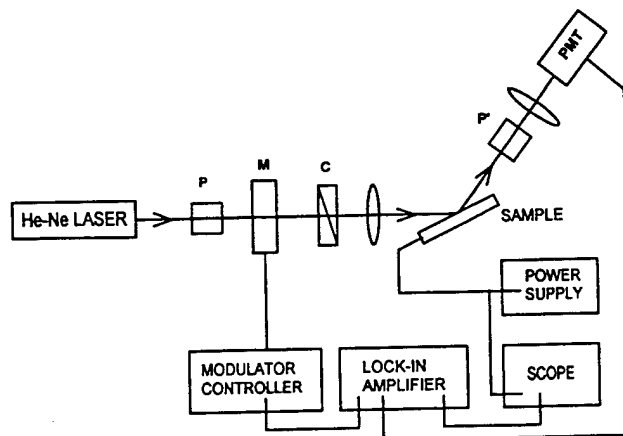 PMT
P'
M
C
P
He-Ne LASER
SAMPLE
POWER
SUPPLY
MODULATOR
CONTROLLER
LOCK-IN
AMPLIFIER
SCOPE